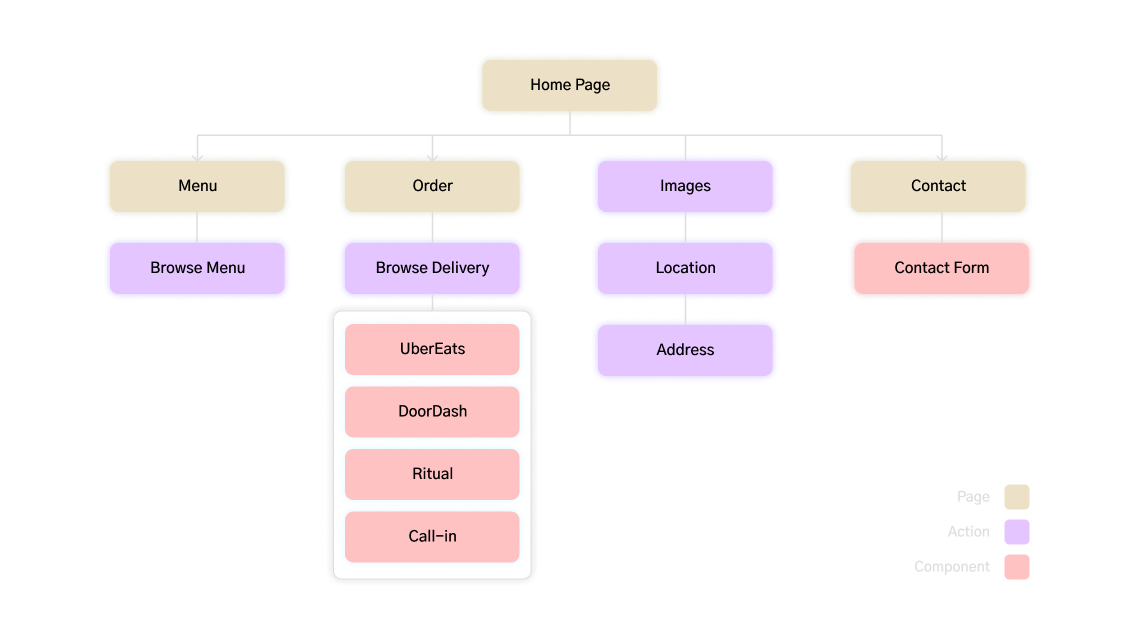 Home Page
Menu
Order
Images
Contact
Browse Menu
Browse Delivery
Location
Contact Form
UberEats
Address
DoorDash
Ritual
Call-in
Page
Action
Component